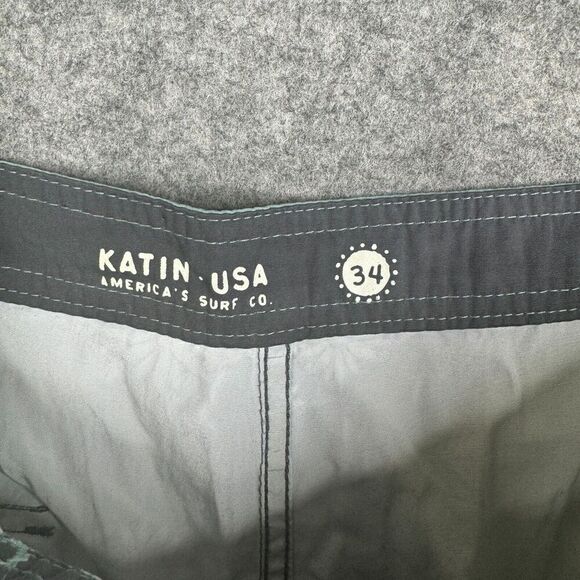 KATIN USA
AMERICA'S SURF CO.
34